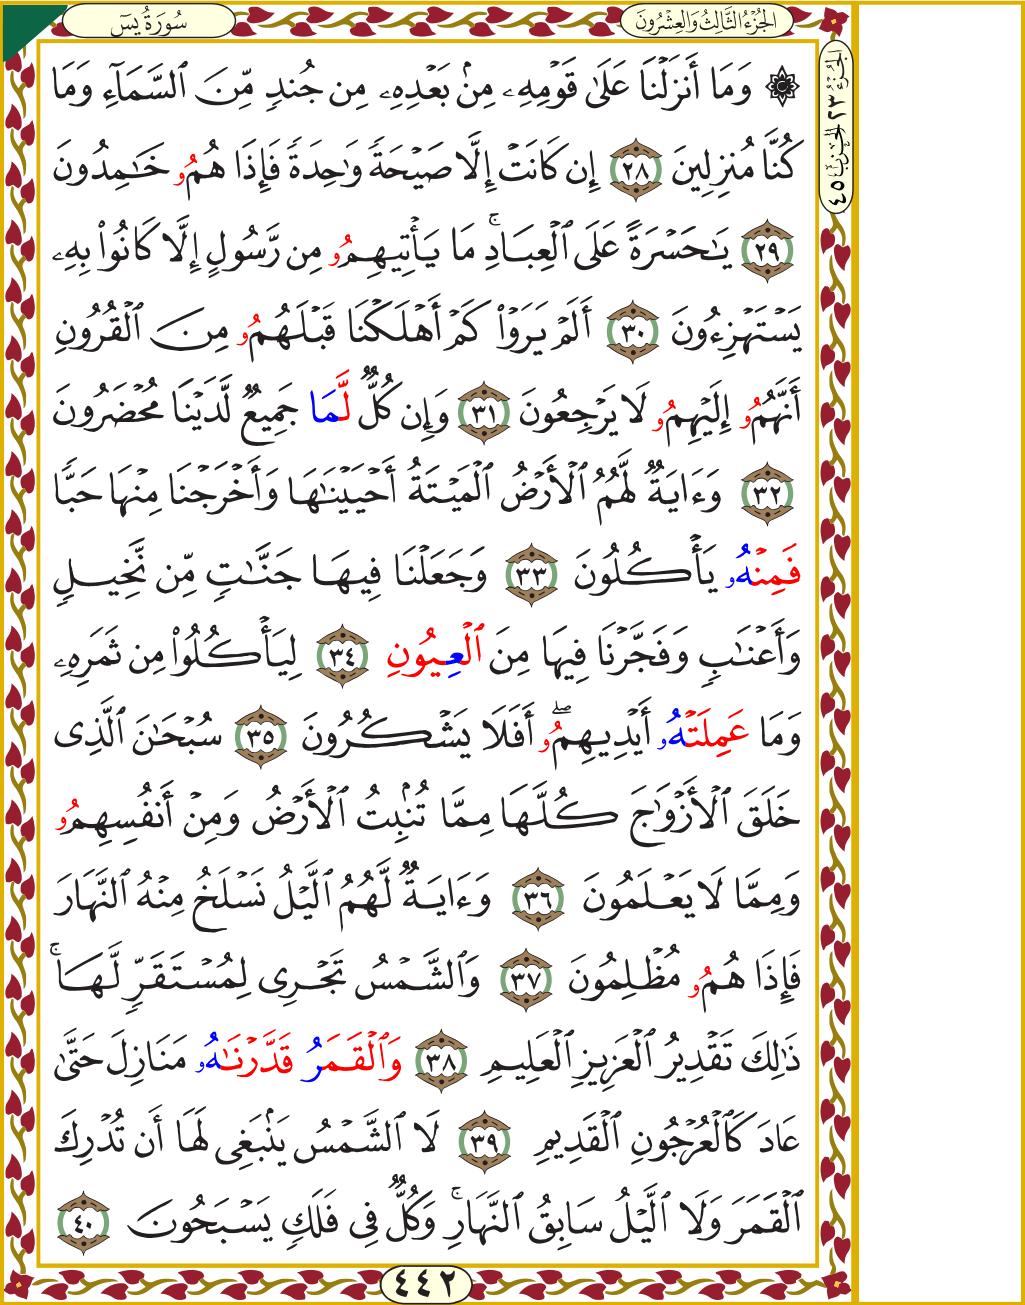 سُورَةُ يسٓ
الجُزْءُ الثَّالِثُ وَالعِشْرُونَ
الجُزْءُ ٢٣ الحِزْبُ ٤٥
۞ وَمَا أَنزَلْنَا عَلَىٰ قَوْمِهِۦ مِنۢ بَعْدِهِۦ مِن جُندٍ مِّنَ ٱلسَّمَآءِ وَمَا
كُنَّا مُنزِلِينَ ٢٨ إِن كَانَتْ إِلَّا صَيْحَةً وَٰحِدَةً فَإِذَا هُمُۥ خَٰمِدُونَ
٢٩ يَٰحَسْرَةً عَلَى ٱلْعِبَادِۚ مَا يَأْتِيهِمُۥ مِن رَّسُولٍ إِلَّا كَانُوا۟ بِهِۦ
يَسْتَهْزِءُونَ ٣٠ أَلَمْ يَرَوْا۟ كَمْ أَهْلَكْنَا قَبْلَهُمُۥ مِنَ ٱلْقُرُونِ
أَنَّهُمُۥ إِلَيْهِمُۥ لَا يَرْجِعُونَ ٣١ وَإِن كُلٌّ لَّمَا جَمِيعٌ لَّدَيْنَا مُحْضَرُونَ
٣٢ وَءَايَةٌ لَّهُمُ ٱلْأَرْضُ ٱلْمَيْتَةُ أَحْيَيْنَٰهَا وَأَخْرَجْنَا مِنْهَا حَبًّا
فَمِنْهُۥ يَأْكُلُونَ ٣٣ وَجَعَلْنَا فِيهَا جَنَّٰتٍ مِّن نَّخِيلٍ
وَأَعْنَٰبٍ وَفَجَّرْنَا فِيهَا مِنَ ٱلْعِيُونِ ٣٤ لِيَأْكُلُوا۟ مِن ثَمَرِهِۦ
وَمَا عَمِلَتْهُۥ أَيْدِيهِمُۥۖ أَفَلَا يَشْكُرُونَ ٣٥ سُبْحَٰنَ ٱلَّذِى
خَلَقَ ٱلْأَزْوَٰجَ كُلَّهَا مِمَّا تُنۢبِتُ ٱلْأَرْضُ وَمِنْ أَنفُسِهِمُۥ
وَمِمَّا لَا يَعْلَمُونَ ٣٦ وَءَايَةٌ لَّهُمُ ٱلَّيْلُ نَسْلَخُ مِنْهُ ٱلنَّهَارَ
فَإِذَا هُمُۥ مُظْلِمُونَ ٣٧ وَٱلشَّمْسُ تَجْرِى لِمُسْتَقَرٍّ لَّهَاۚ
ذَٰلِكَ تَقْدِيرُ ٱلْعَزِيزِ ٱلْعَلِيمِ ٣٨ وَٱلْقَمَرُ قَدَّرْنَٰهُۥ مَنَازِلَ حَتَّىٰ
عَادَ كَٱلْعُرْجُونِ ٱلْقَدِيمِ ٣٩ لَا ٱلشَّمْسُ يَنۢبَغِى لَهَا أَن تُدْرِكَ
ٱلْقَمَرَ وَلَا ٱلَّيْلُ سَابِقُ ٱلنَّهَارِۚ وَكُلٌّ فِى فَلَكٍ يَسْبَحُونَ ٤٠
٤٤٢